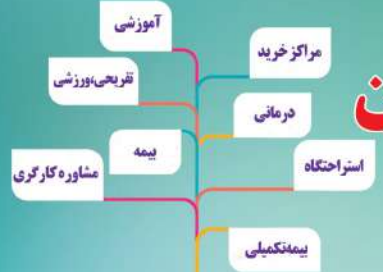 آموزشی
مراکز خرید
تفریحی،ورزشی
درمانی
بیمه
استراحتگاه
مشاوره کارگری
بیمه‌تکمیلی